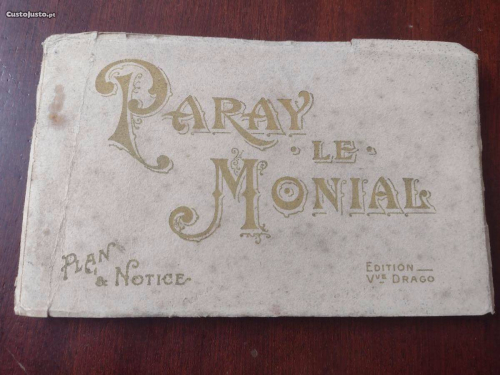 CustoJusto.pt
PARAY
· LE ·
MONIAL
PLAN
& NOTICE
EDITION
VVE DRAGO